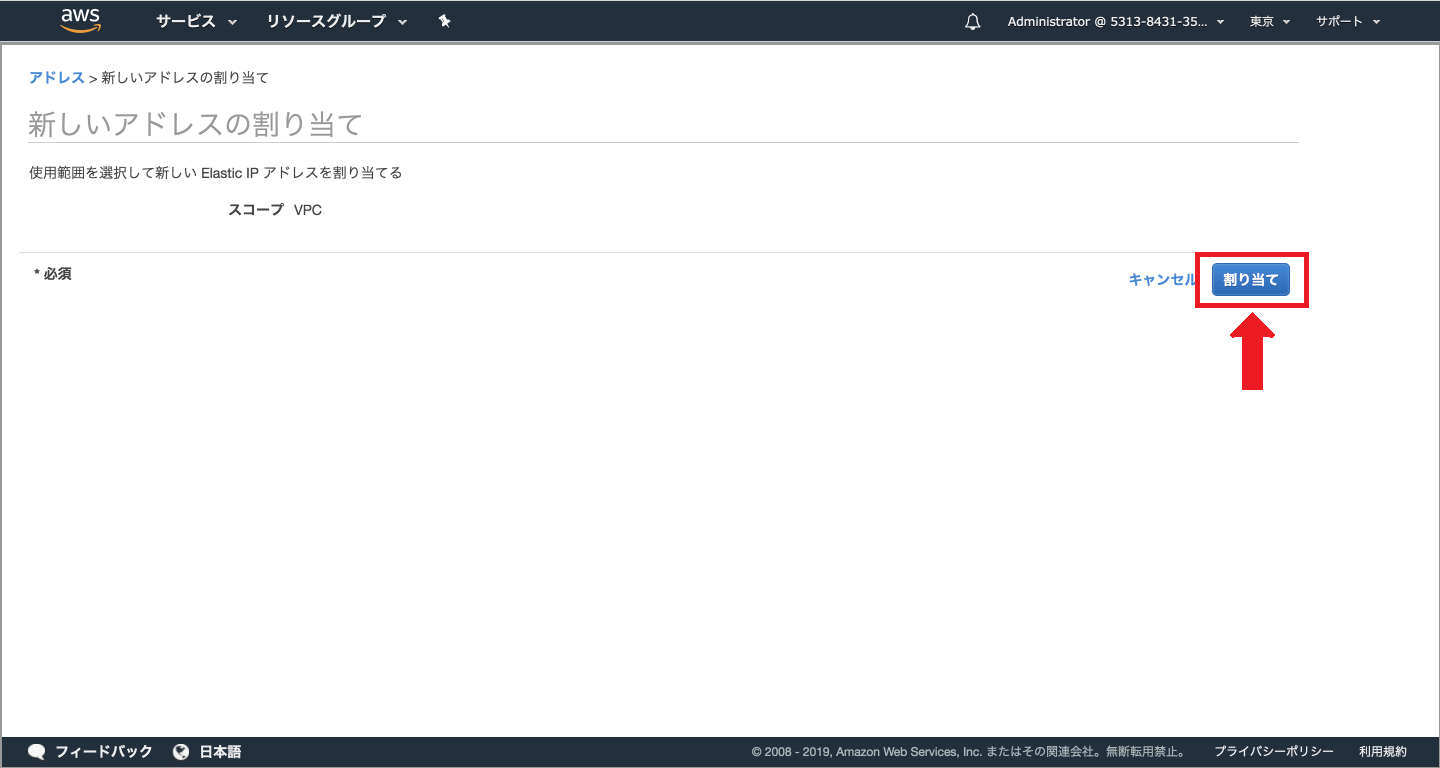 aws サービス リソースグループ Administrator @ 5313-8431-35... 東京 サポート
アドレス > 新しいアドレスの割り当て
新しいアドレスの割り当て
使用範囲を選択して新しい Elastic IP アドレスを割り当てる
スコープ VPC
* 必須 キャンセル 割り当て
フィードバック 日本語 © 2008 - 2019, Amazon Web Services, Inc. またはその関連会社。無断転用禁止。 プライバシーポリシー 利用規約